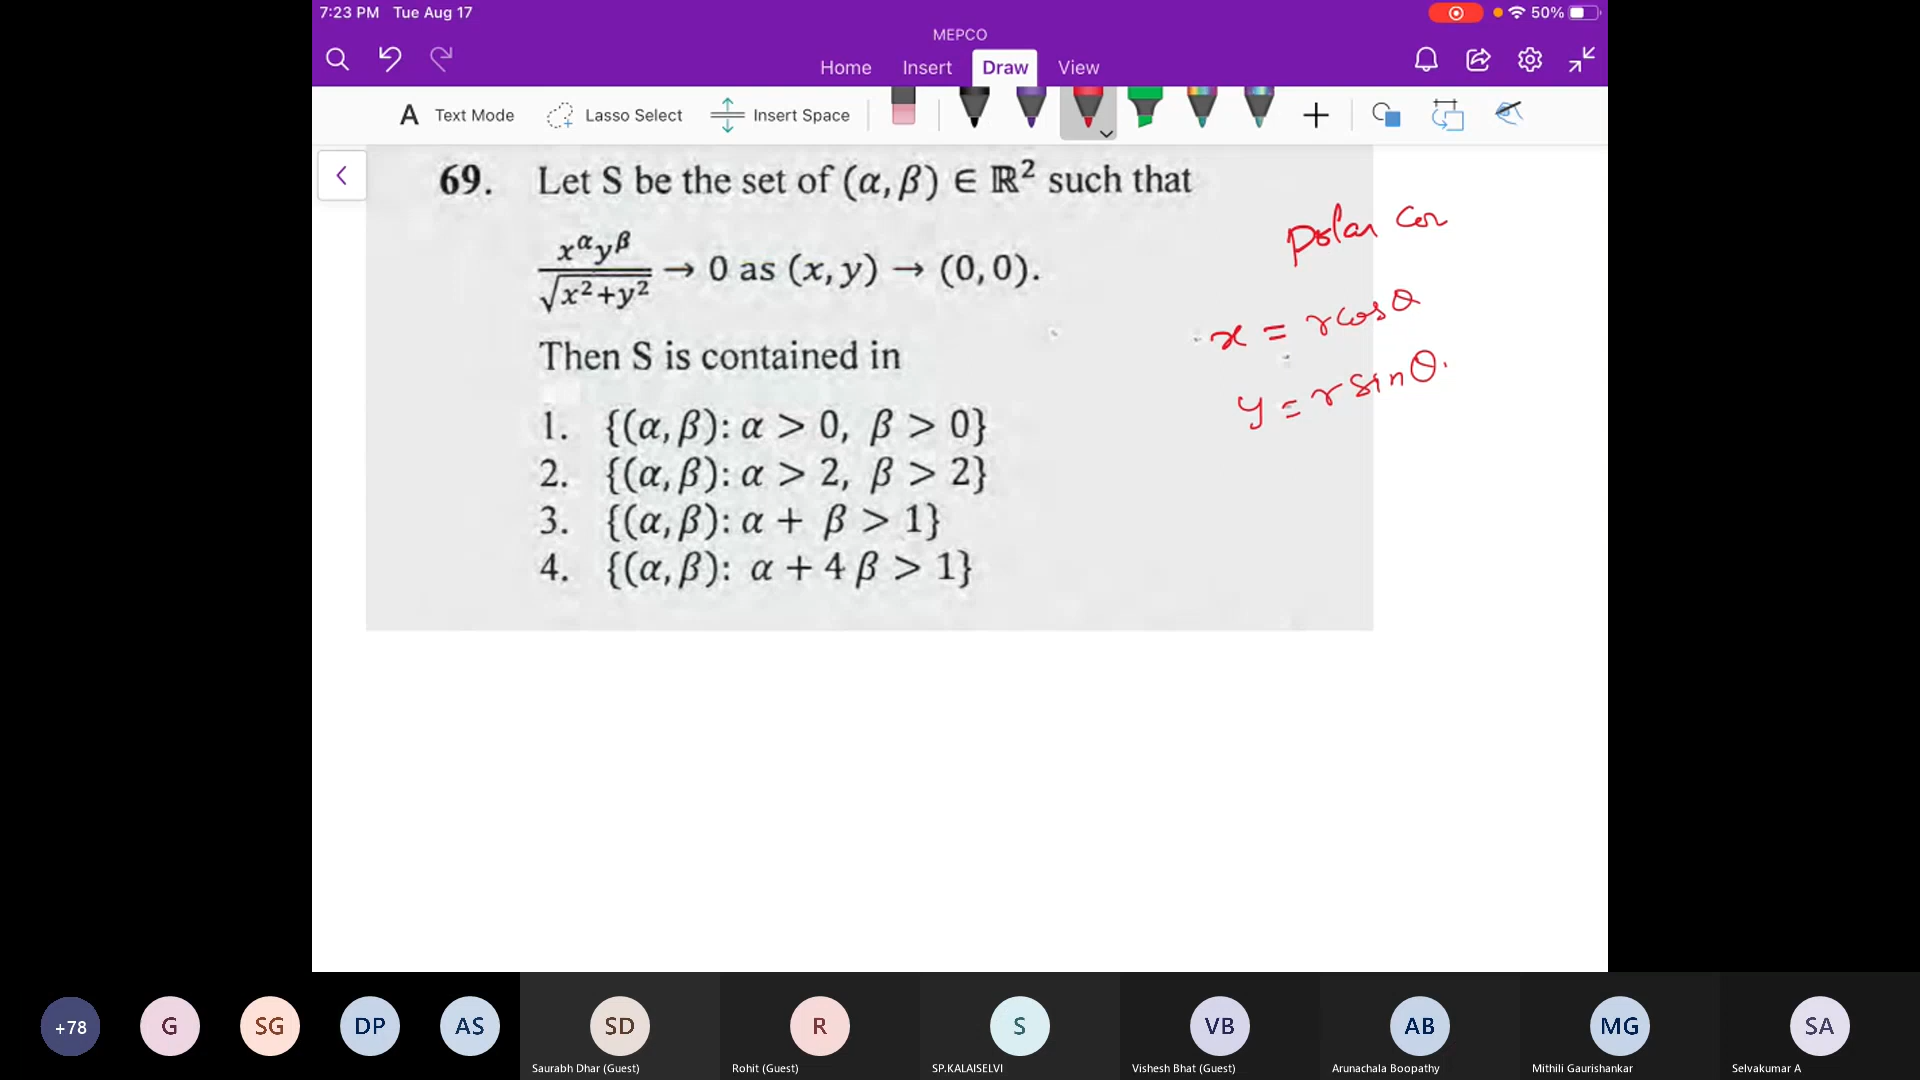 7:23 PM Tue Aug 17
50%
MEPCO
Home Insert Draw View
A Text Mode Lasso Select Insert Space
69. Let S be the set of (α, β) ∈ ℝ² such that
x^α y^β / √x²+y² → 0 as (x, y) → (0, 0).
Then S is contained in
1. {(α, β): α > 0, β > 0}
2. {(α, β): α > 2, β > 2}
3. {(α, β): α + β > 1}
4. {(α, β): α + 4 β > 1}
polar cor
x = r cos θ
y = r sin θ.
+78 G SG DP AS SD R S VB AB MG SA
Saurabh Dhar (Guest) Rohit (Guest) SP.KALAISELVI Vishesh Bhat (Guest) Arunachala Boopathy Mithili Gaurishankar Selvakumar A